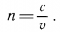 n = c/v .